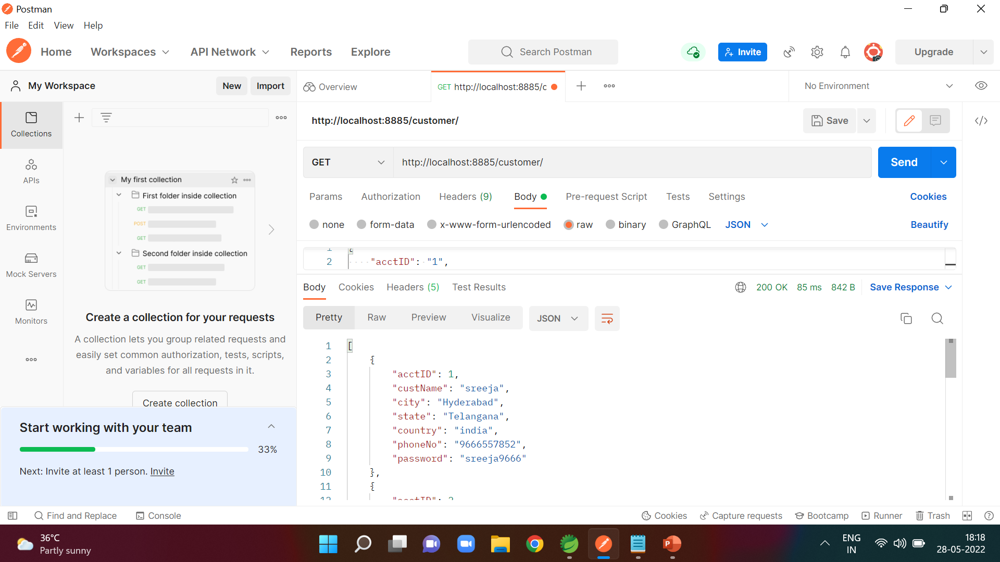 Postman
File Edit View Help
Home Workspaces API Network Reports Explore Search Postman Invite Upgrade
My Workspace New Import Overview GET http://localhost:8885/c No Environment
Collections
APIs
Environments
Mock Servers
Monitors
My first collection
First folder inside collection
GET
POST
GET
Second folder inside collection
GET
GET
Create a collection for your requests
A collection lets you group related requests and
easily set common authorization, tests, scripts,
and variables for all requests in it.
Create collection
Start working with your team
33%
Next: Invite at least 1 person. Invite
http://localhost:8885/customer/ Save
GET http://localhost:8885/customer/ Send
Params Authorization Headers (9) Body Pre-request Script Tests Settings Cookies
none form-data x-www-form-urlencoded raw binary GraphQL JSON Beautify
2 "acctID": "1",
Body Cookies Headers (5) Test Results 200 OK 85 ms 842 B Save Response
Pretty Raw Preview Visualize JSON
1 [
2 {
3 "acctID": 1,
4 "custName": "sreeja",
5 "city": "Hyderabad",
6 "state": "Telangana",
7 "country": "india",
8 "phoneNo": "9666557852",
9 "password": "sreeja9666"
10 },
11 {
12 "acctID": 2
Find and Replace Console Cookies Capture requests Bootcamp Runner Trash
36°C
Partly sunny
ENG
IN
18:18
28-05-2022